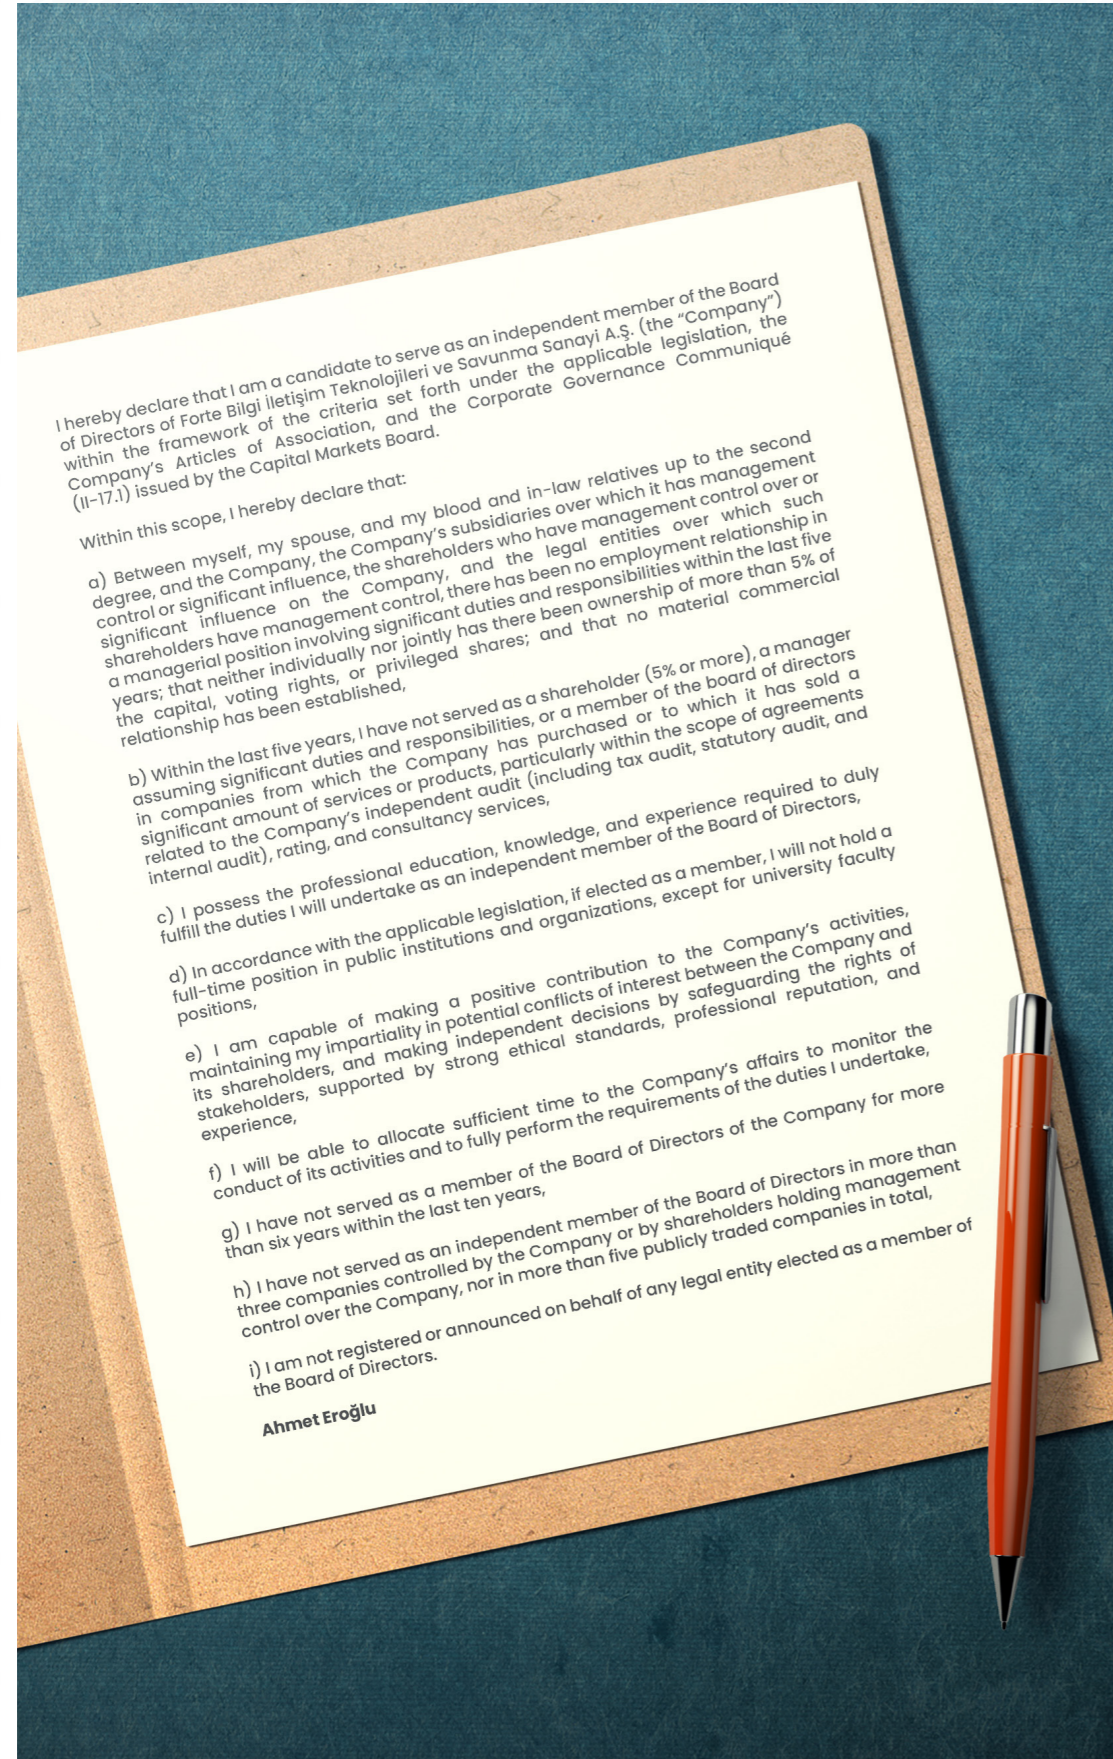 I hereby declare that I am a candidate to serve as an independent member of the Board
of Directors of Forte Bilgi İletişim Teknolojileri ve Savunma Sanayi A.Ş. (the “Company”)
within the framework of the criteria set forth under the applicable legislation, the
Company’s Articles of Association, and the Corporate Governance Communiqué
(II-17.1) issued by the Capital Markets Board.
Within this scope, I hereby declare that:
a) Between myself, my spouse, and my blood and in-law relatives up to the second
degree, and the Company, the Company’s subsidiaries over which it has management
control or significant influence, the shareholders who have management control over or
significant influence on the Company, and the legal entities over which such
shareholders have management control, there has been no employment relationship in
a managerial position involving significant duties and responsibilities within the last five
years; that neither individually nor jointly has there been ownership of more than 5% of
the capital, voting rights, or privileged shares; and that no material commercial
relationship has been established,
b) Within the last five years, I have not served as a shareholder (5% or more), a manager
assuming significant duties and responsibilities, or a member of the board of directors
in companies from which the Company has purchased or to which it has sold a
significant amount of services or products, particularly within the scope of agreements
related to the Company’s independent audit (including tax audit, statutory audit, and
internal audit), rating, and consultancy services,
c) I possess the professional education, knowledge, and experience required to duly
fulfill the duties I will undertake as an independent member of the Board of Directors,
d) In accordance with the applicable legislation, if elected as a member, I will not hold a
full-time position in public institutions and organizations, except for university faculty
positions,
e) I am capable of making a positive contribution to the Company’s activities,
maintaining my impartiality in potential conflicts of interest between the Company and
its shareholders, and making independent decisions by safeguarding the rights of
stakeholders, supported by strong ethical standards, professional reputation, and
experience,
f) I will be able to allocate sufficient time to the Company’s affairs to monitor the
conduct of its activities and to fully perform the requirements of the duties I undertake,
g) I have not served as a member of the Board of Directors of the Company for more
than six years within the last ten years,
h) I have not served as an independent member of the Board of Directors in more than
three companies controlled by the Company or by shareholders holding management
control over the Company, nor in more than five publicly traded companies in total,
i) I am not registered or announced on behalf of any legal entity elected as a member of
the Board of Directors.
Ahmet Eroğlu